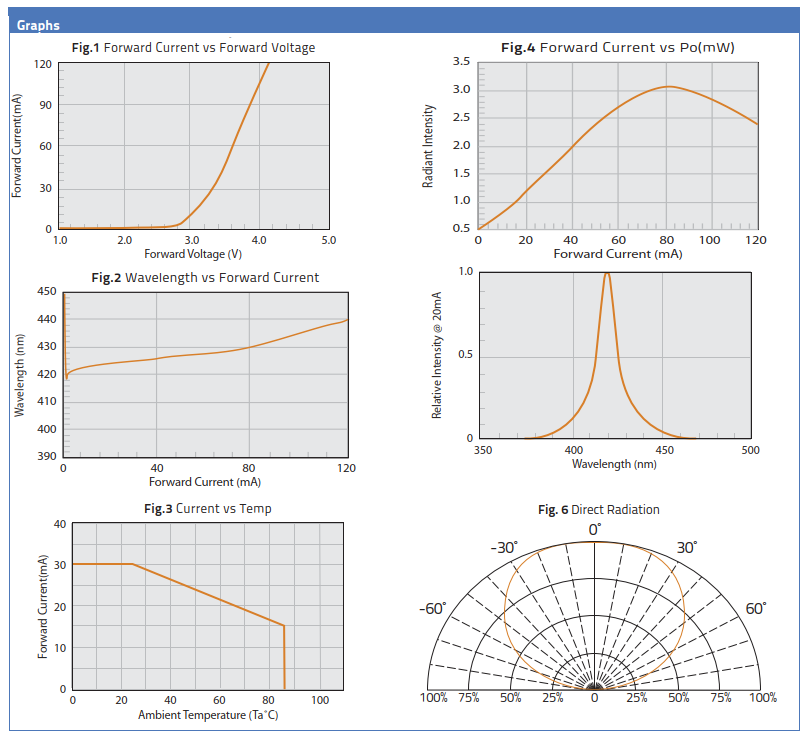 Graphs
Fig.1 Forward Current vs Forward Voltage
Forward Current(mA)
120
90
60
30
0
1.0 2.0 3.0 4.0 5.0
Forward Voltage (V)
Fig.2 Wavelength vs Forward Current
Wavelength (nm)
450
440
430
420
410
400
390
0 40 80 120
Forward Current (mA)
Fig.3 Current vs Temp
Forward Current(mA)
40
30
20
10
0
0 20 40 60 80 100
Ambient Temperature (Ta°C)
Fig.4 Forward Current vs Po(mW)
Radiant Intensity
3.5
3.0
2.5
2.0
1.5
1.0
0.5
0 20 40 60 80 100 120
Forward Current (mA)
Relative Intensity @ 20mA
1.0
0.5
0
350 400 450 500
Wavelength (nm)
Fig. 6 Direct Radiation
0°
-30° 30°
-60° 60°
100% 75% 50% 25% 0 25% 50% 75% 100%